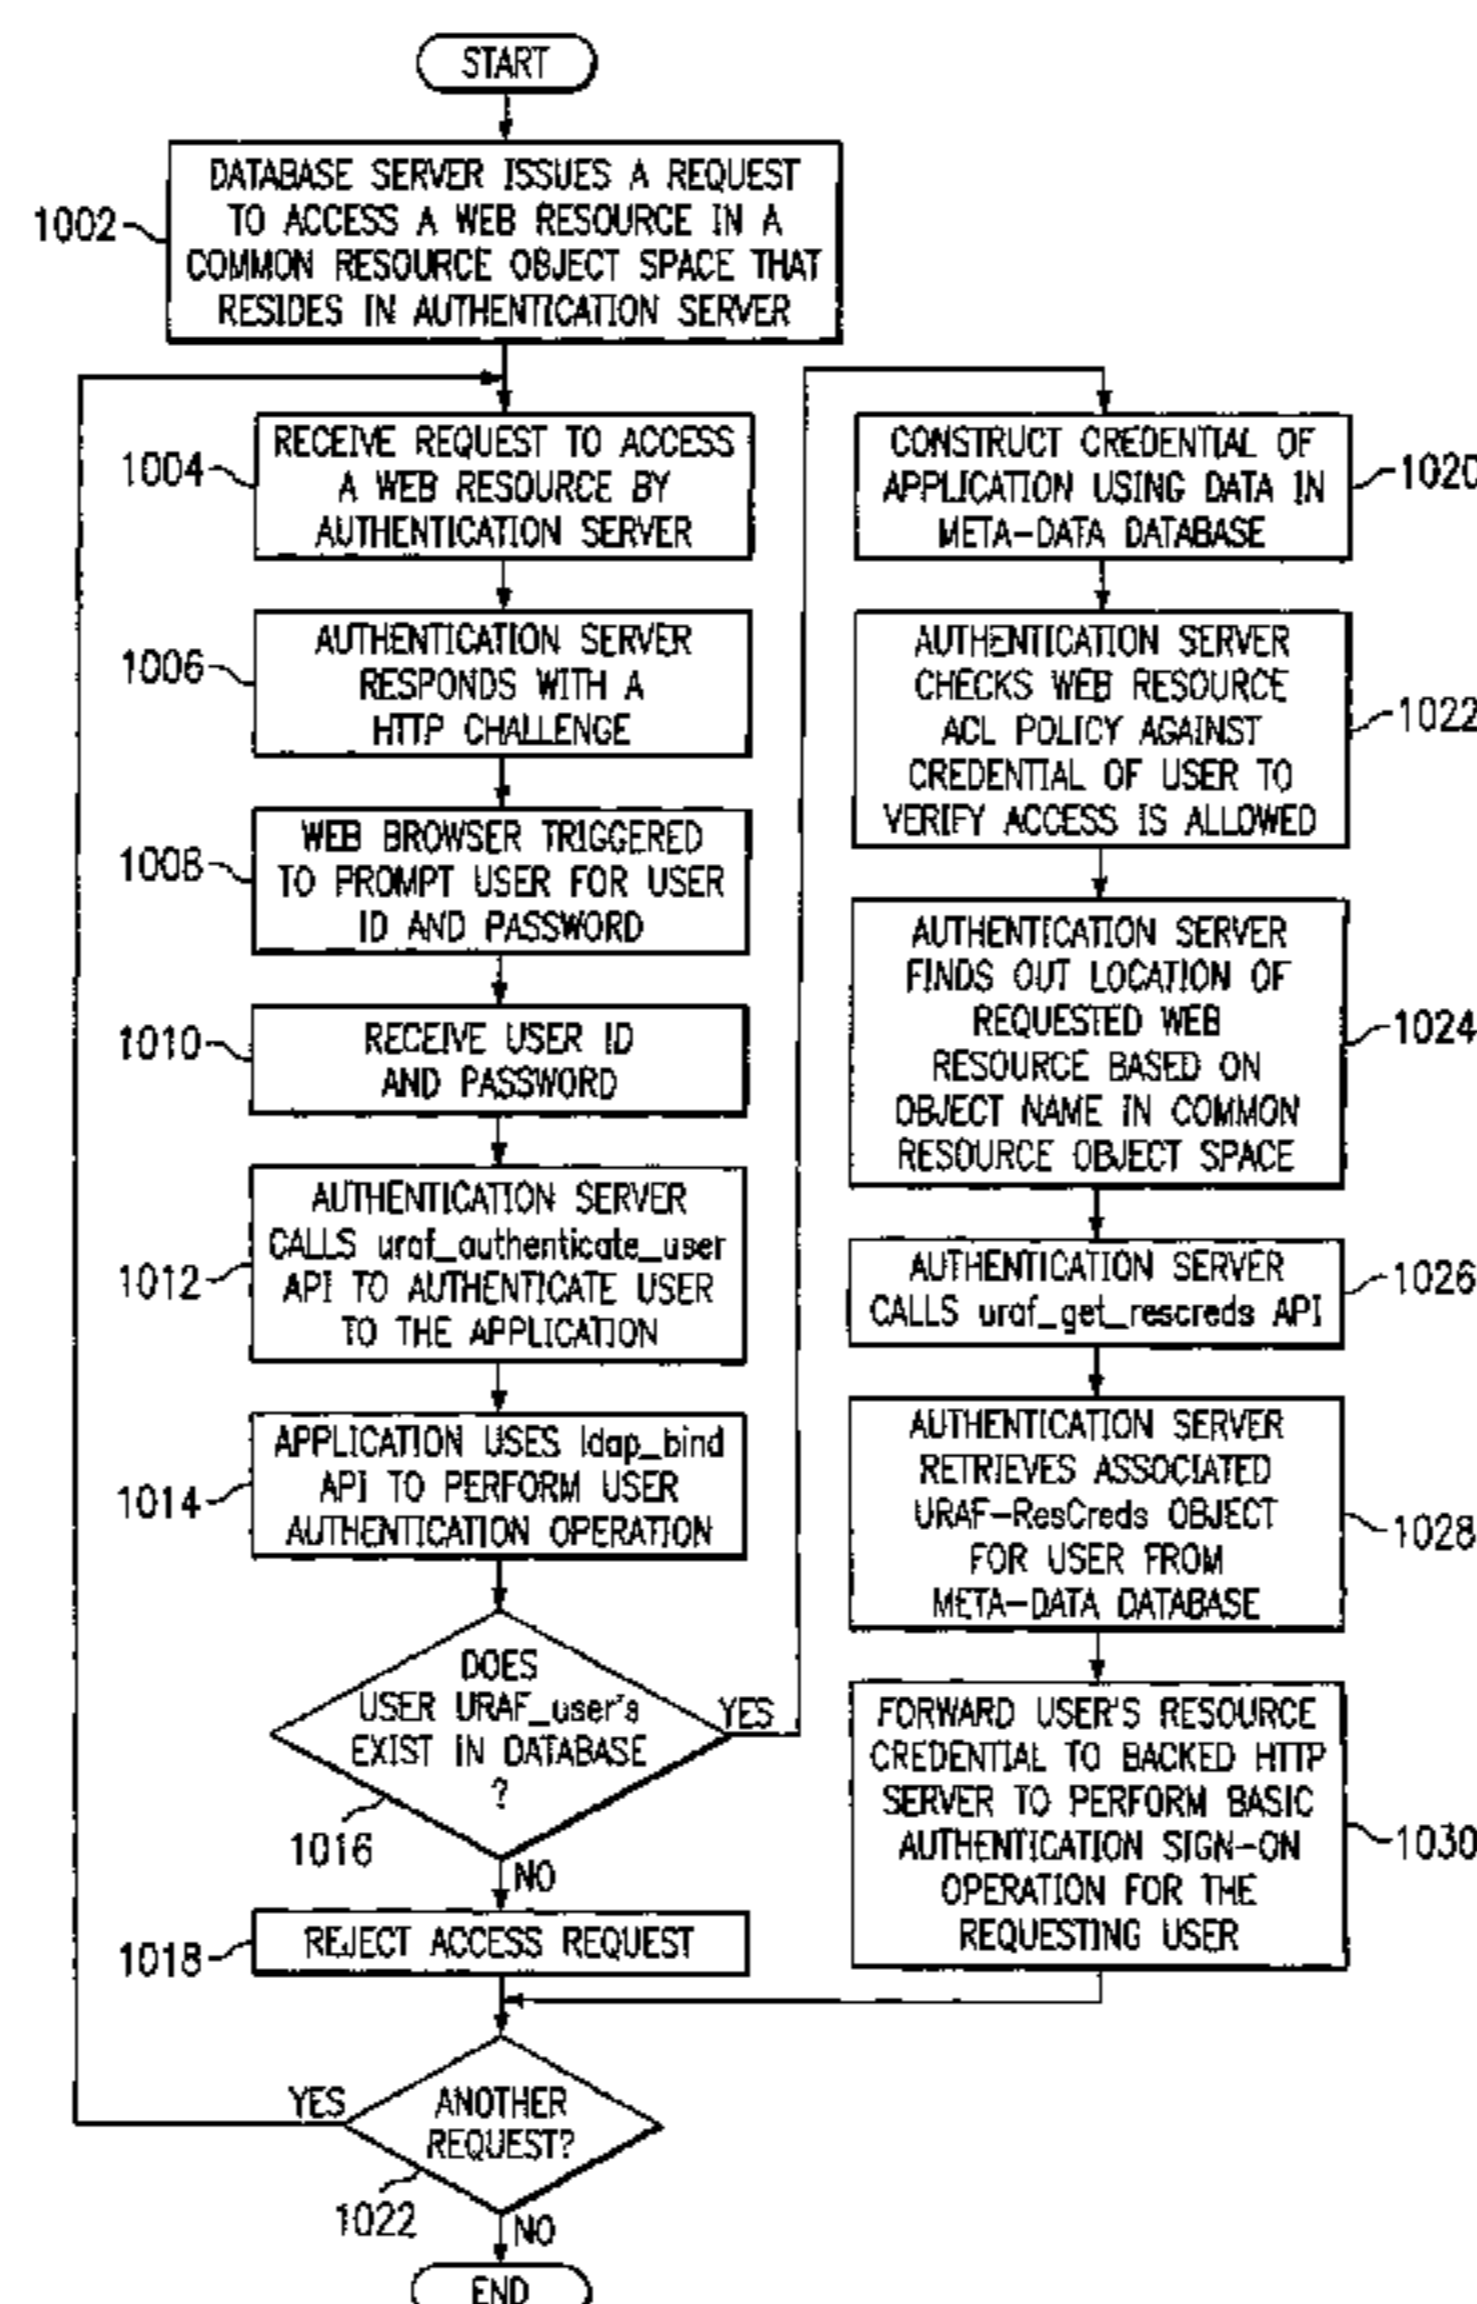 START
DATABASE SERVER ISSUES A REQUEST
TO ACCESS A WEB RESOURCE IN A
COMMON RESOURCE OBJECT SPACE THAT
RESIDES IN AUTHENTICATION SERVER
1002
RECEIVE REQUEST TO ACCESS
A WEB RESOURCE BY
AUTHENTICATION SERVER
1004
AUTHENTICATION SERVER
RESPONDS WITH A
HTTP CHALLENGE
1006
WEB BROWSER TRIGGERED
TO PROMPT USER FOR USER
ID AND PASSWORD
1008
RECEIVE USER ID
AND PASSWORD
1010
AUTHENTICATION SERVER
CALLS uraf_authenticate_user
API TO AUTHENTICATE USER
TO THE APPLICATION
1012
APPLICATION USES ldap_bind
API TO PERFORM USER
AUTHENTICATION OPERATION
1014
DOES
USER URAF_user's
EXIST IN DATABASE
?
YES
1016
NO
REJECT ACCESS REQUEST
1018
YES
ANOTHER
REQUEST?
1022
NO
END
CONSTRUCT CREDENTIAL OF
APPLICATION USING DATA IN
META-DATA DATABASE
1020
AUTHENTICATION SERVER
CHECKS WEB RESOURCE
ACL POLICY AGAINST
CREDENTIAL OF USER TO
VERIFY ACCESS IS ALLOWED
1022
AUTHENTICATION SERVER
FINDS OUT LOCATION OF
REQUESTED WEB
RESOURCE BASED ON
OBJECT NAME IN COMMON
RESOURCE OBJECT SPACE
1024
AUTHENTICATION SERVER
CALLS uraf_get_rescreds API
1026
AUTHENTICATION SERVER
RETRIEVES ASSOCIATED
URAF-ResCreds OBJECT
FOR USER FROM
META-DATA DATABASE
1028
FORWARD USER'S RESOURCE
CREDENTIAL TO BACKED HTTP
SERVER TO PERFORM BASIC
AUTHENTICATION SIGN-ON
OPERATION FOR THE
REQUESTING USER
1030